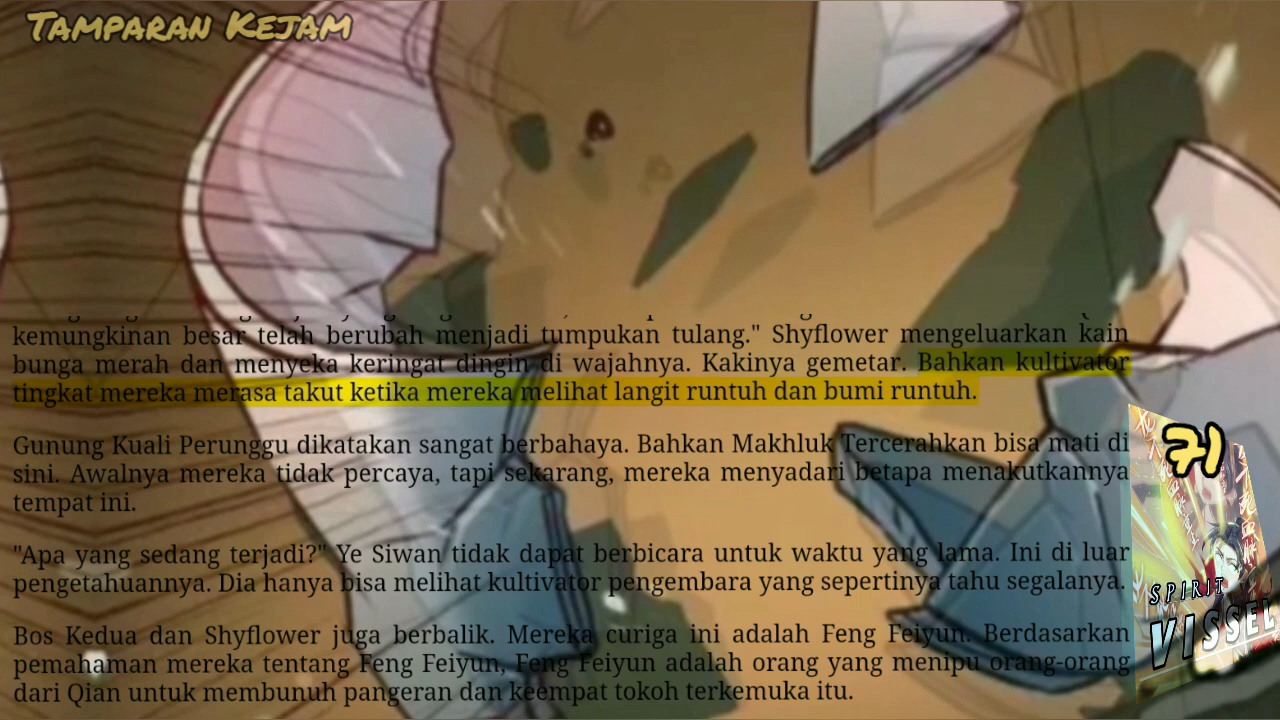 Tamparan Kejam
kemungkinan besar telah berubah menjadi tumpukan tulang." Shyflower mengeluarkan kain
bunga merah dan menyeka keringat dingin di wajahnya. Kakinya gemetar. Bahkan kultivator
tingkat mereka merasa takut ketika mereka melihat langit runtuh dan bumi runtuh.
Gunung Kuali Perunggu dikatakan sangat berbahaya. Bahkan Makhluk Tercerahkan bisa mati di
sini. Awalnya mereka tidak percaya, tapi sekarang, mereka menyadari betapa menakutkannya
tempat ini.
"Apa yang sedang terjadi?" Ye Siwan tidak dapat berbicara untuk waktu yang lama. Ini di luar
pengetahuannya. Dia hanya bisa melihat kultivator pengembara yang sepertinya tahu segalanya.
Bos Kedua dan Shyflower juga berbalik. Mereka curiga ini adalah Feng Feiyun. Berdasarkan
pemahaman mereka tentang Feng Feiyun, Feng Feiyun adalah orang yang menipu orang-orang
dari Qian untuk membunuh pangeran dan keempat tokoh terkemuka itu.
71
SPIRIT
VISSEL